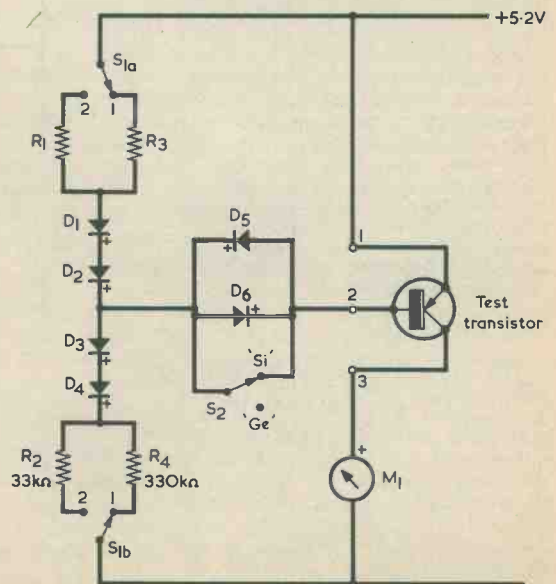 +5·2V
S1a
2 1
R1 R3
D1 +
D2 +
D5 +
D6 +
1
2
3
Test
transistor
D3 +
D4 +
'Si'
S2
'Ge'
R2
33kΩ
R4
330kΩ
2 1
S1b
+
M1